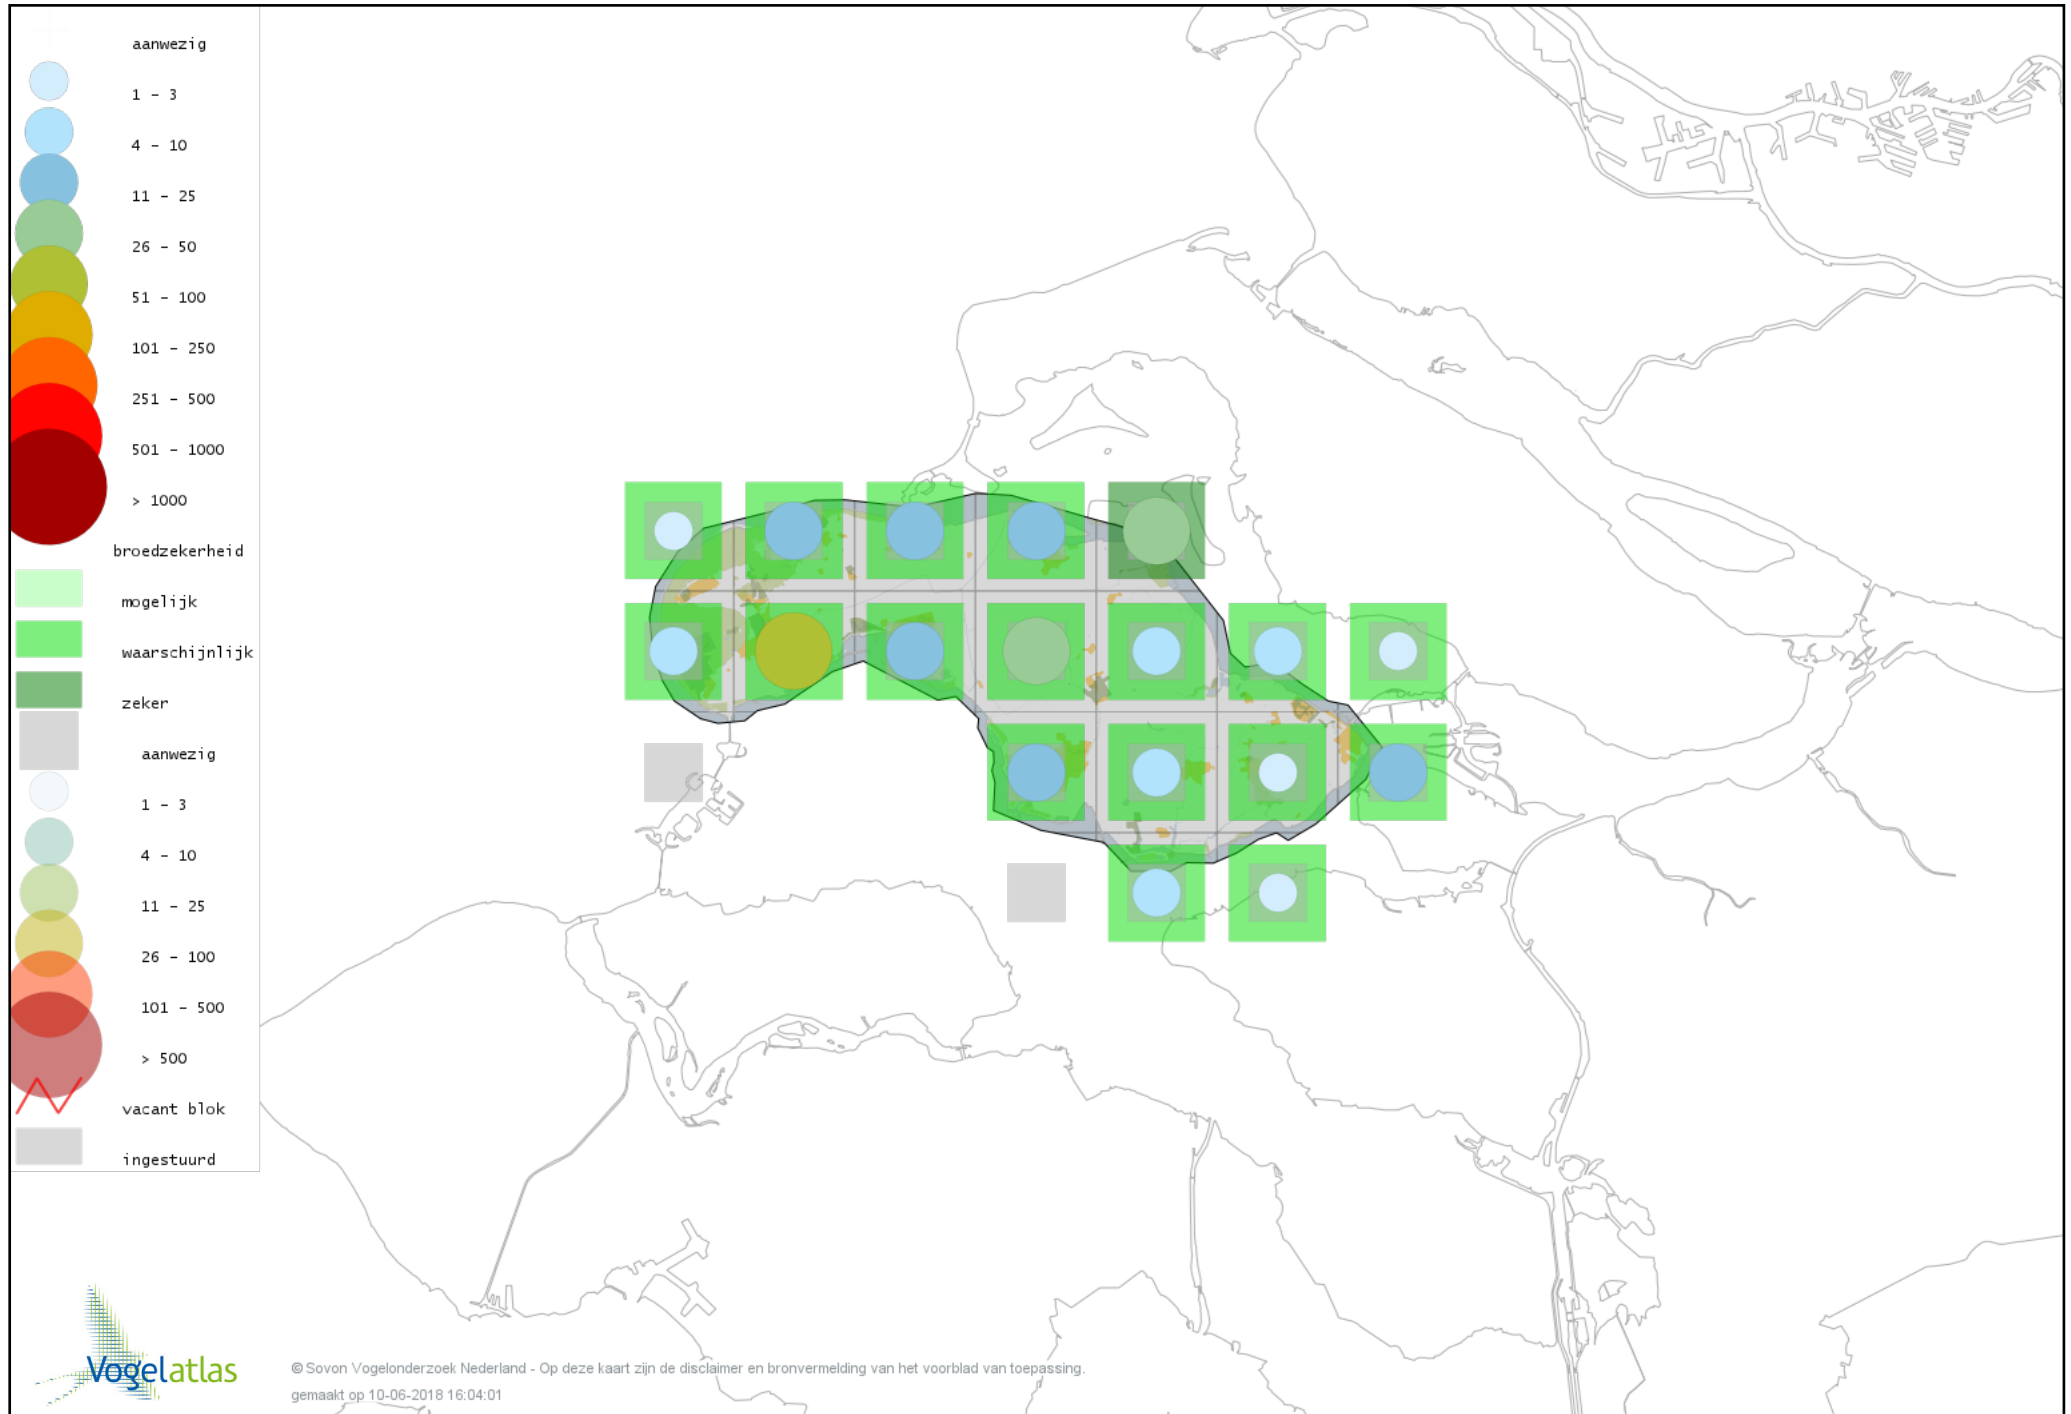 aanwezig
1 - 3
4 - 10
11 - 25
26 - 50
51 - 100
101 - 250
251 - 500
501 - 1000
> 1000
broedzekerheid
mogelijk
waarschijnlijk
zeker
aanwezig
1 - 3
4 - 10
11 - 25
26 - 100
101 - 500
> 500
vacant blok
ingestuurd
Vogelatlas
© Sovon Vogelonderzoek Nederland - Op deze kaart zijn de disclaimer en bronvermelding van het voorblad van toepassing.
gemaakt op 10-06-2018 16:04:01